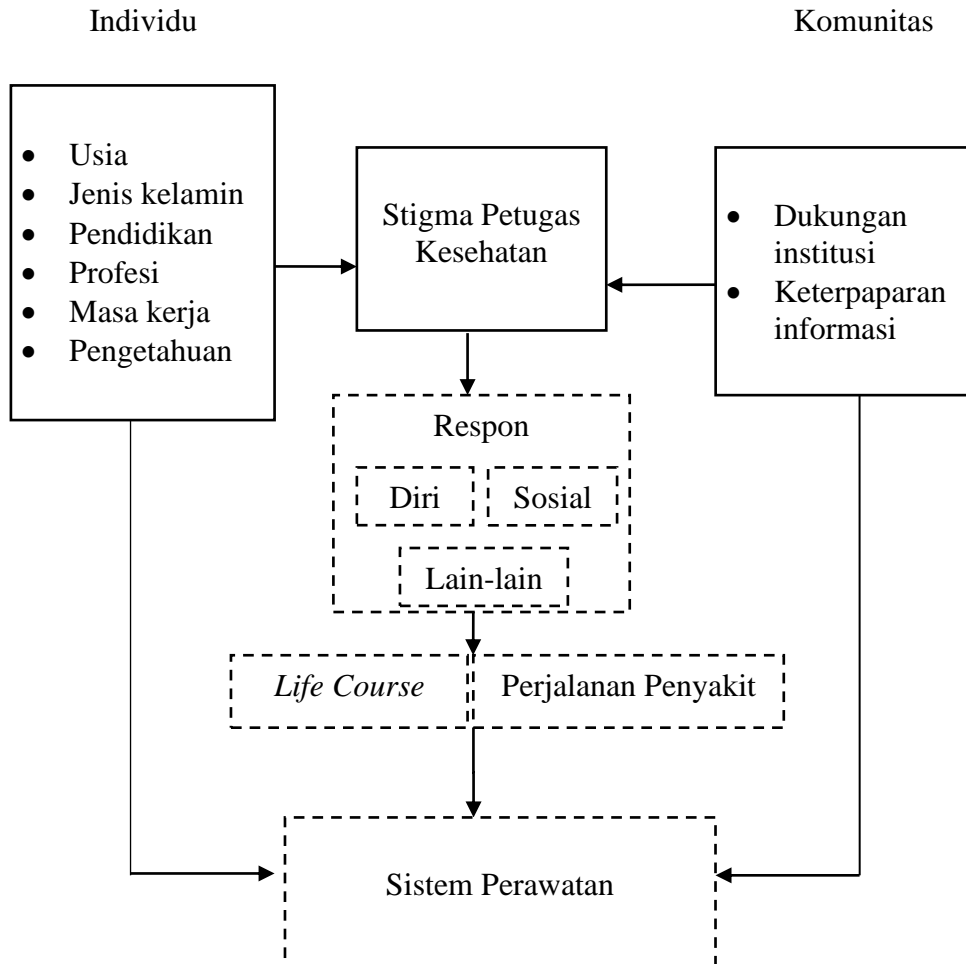 Individu
Komunitas
• Usia
• Jenis kelamin
• Pendidikan
• Profesi
• Masa kerja
• Pengetahuan
Stigma Petugas
Kesehatan
• Dukungan
institusi
• Keterpaparan
informasi
Respon
Diri
Sosial
Lain-lain
Life Course
Perjalanan Penyakit
Sistem Perawatan